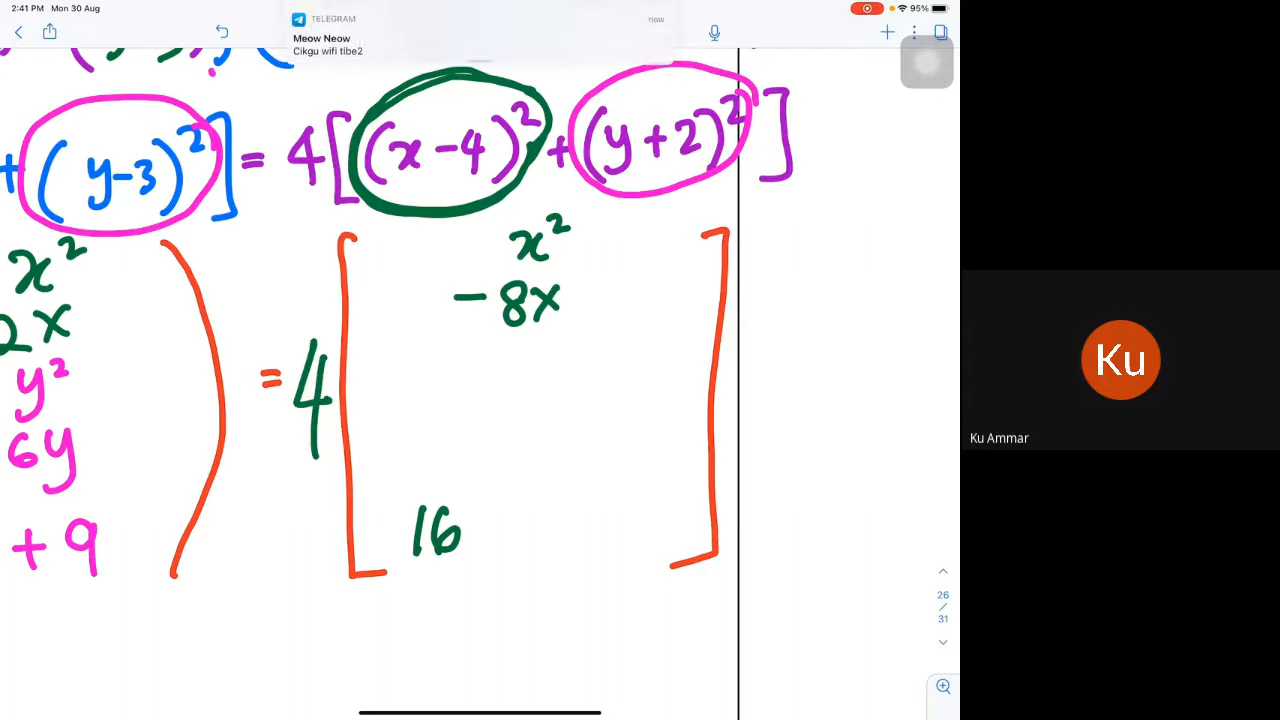 2:41 PM Mon 30 Aug
95%
TELEGRAM
now
Meow Neow
Cikgu wifi tibe2
+ (y-3)²] = 4[(x-4)² + (y+2)²]
x²
2x
y²
6y
+ 9
= 4
x²
- 8x
16
26
/
31
Ku
Ku Ammar